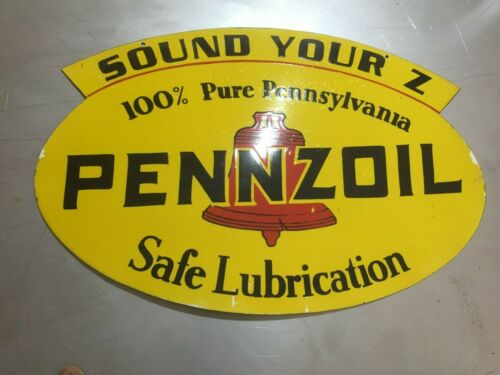 SOUND YOUR Z
100% Pure Pennsylvania
PENNZOIL
Safe Lubrication